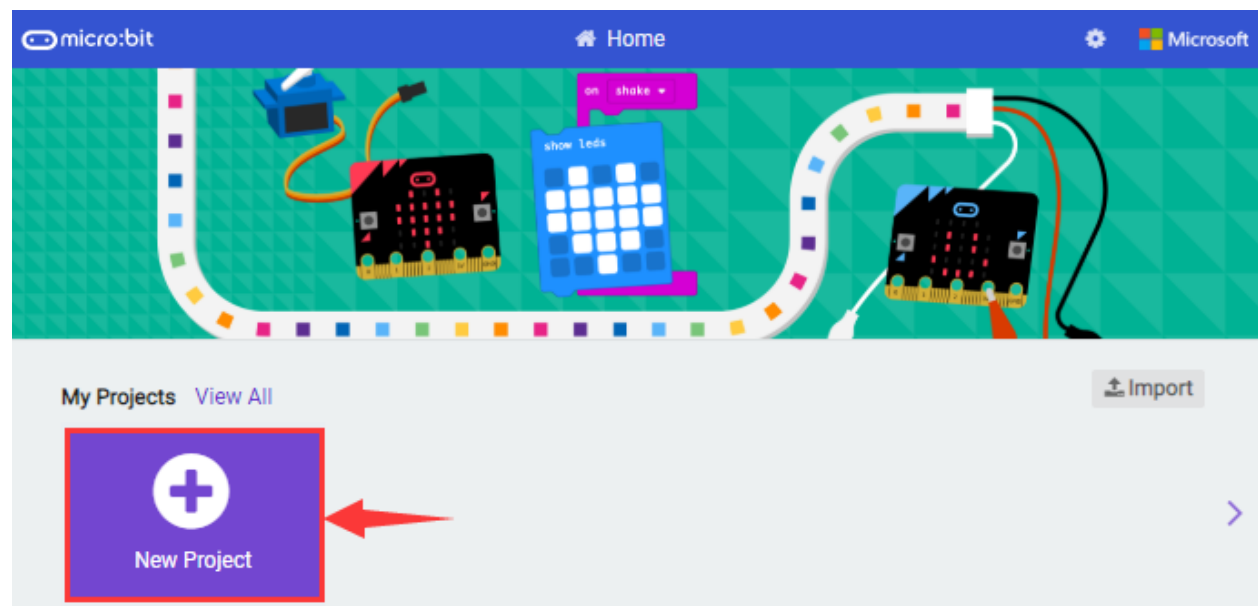 micro:bit
Home
Microsoft
on shake
show leds
My Projects View All
Import
New Project